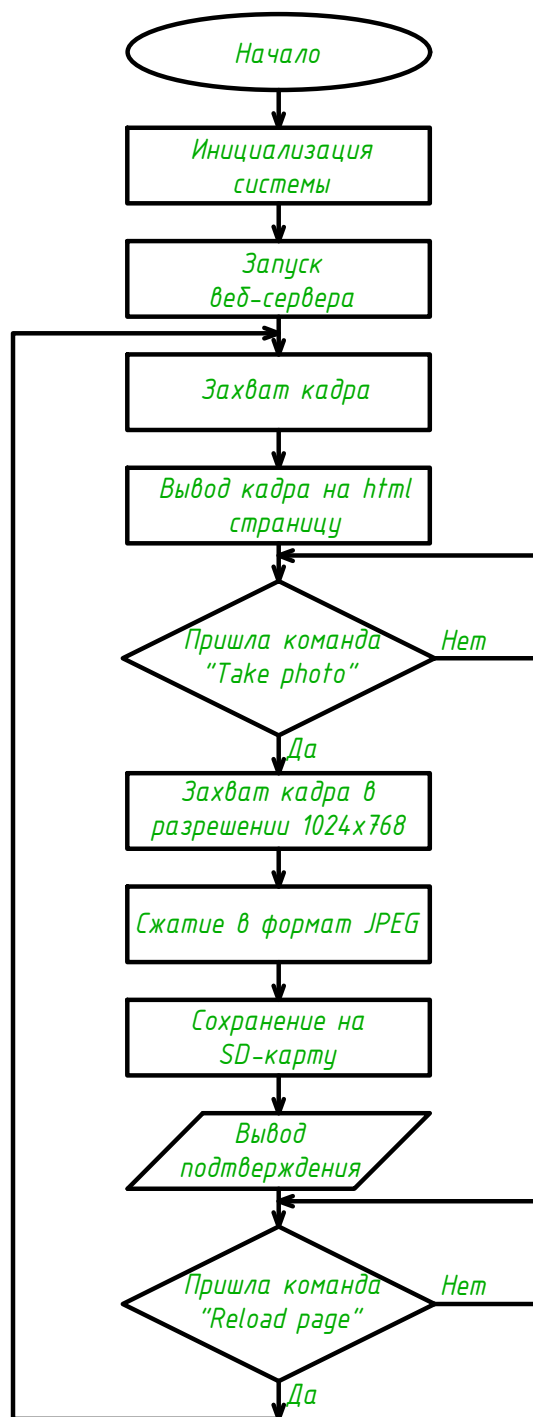 Начало
Инициализация
системы
Запуск
веб-сервера
Захват кадра
Вывод кадра на html
страницу
Пришла команда
"Take photo"
Нет
Да
Захват кадра в
разрешении 1024x768
Сжатие в формат JPEG
Сохранение на
SD-карту
Вывод
подтверждения
Пришла команда
"Reload page"
Нет
Да